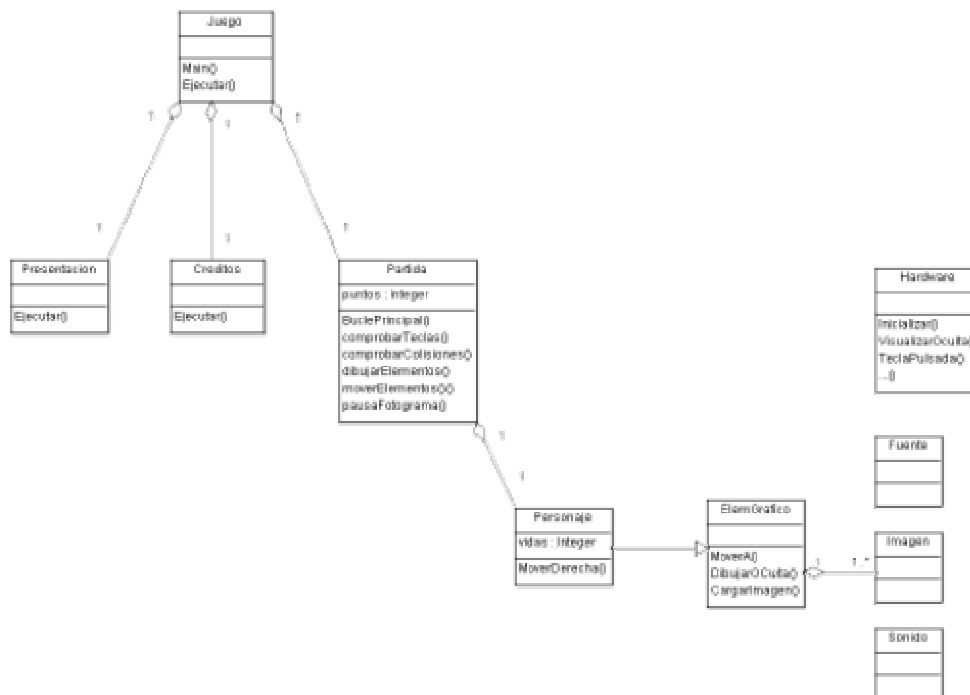 Juego
Main()
Ejecutar()
1
1
1
1
1
1
Presentacion
Ejecutar()
Creditos
Ejecutar()
Partida
puntos : Integer
BuclePrincipal()
comprobarTeclas()
comprobarColisiones()
dibujarElementos()
moverElementos()()
pausaFotograma()
Hardware
Inicializar()
VisualizarOculta(
TeclaPulsada()
...()
1
1
Fuente
Personaje
vidas : Integer
MoverDerecha()
ElemGrafico
MoverA()
DibujarOCulta()
CargarImagen()
1
1..*
Imagen
Sonido